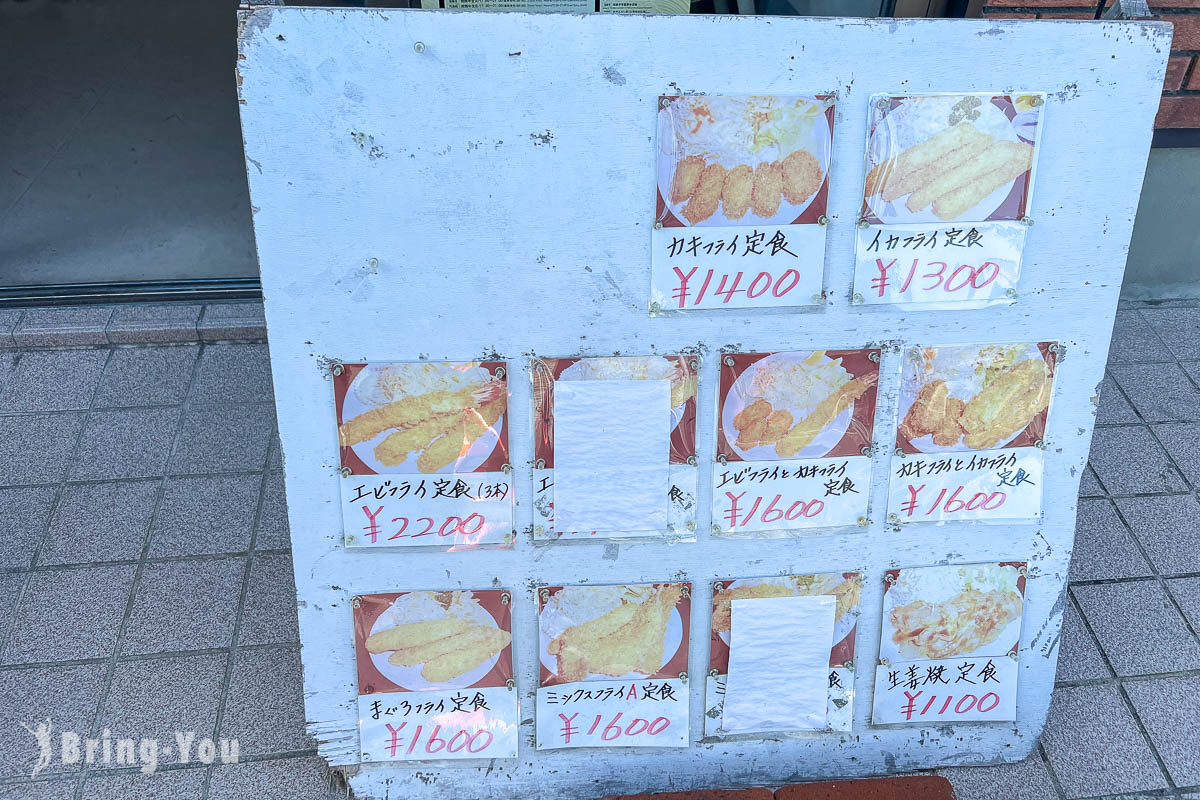 カキフライ定食
¥1400
イカフライ定食
¥1300
エビフライ定食(3本)
¥2200
エビフライとカキフライ
定食
¥1600
カキフライとイカフライ
定食
¥1600
まぐろフライ定食
¥1600
ミックスフライA定食
¥1600
生姜焼定食
¥1100
Bring-You